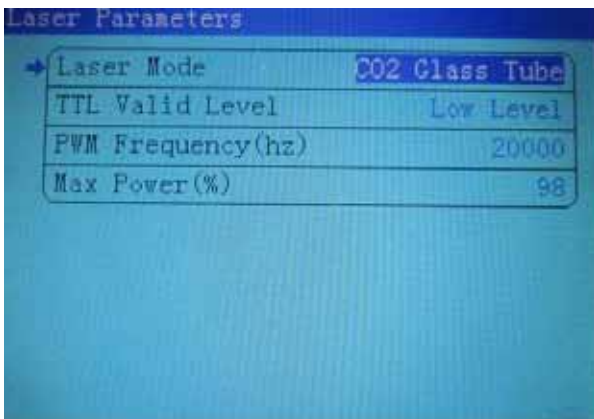 Laser Parameters
Laser Mode CO2 Glass Tube
TTL Valid Level Low Level
PWM Frequency(hz) 20000
Max Power(%) 98